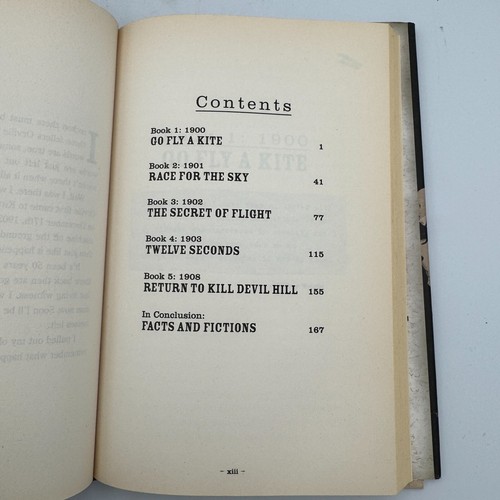 Contents
Book 1: 1900
GO FLY A KITE 1
Book 2: 1901
RACE FOR THE SKY 41
Book 3: 1902
THE SECRET OF FLIGHT 77
Book 4: 1903
TWELVE SECONDS 115
Book 5: 1908
RETURN TO KILL DEVIL HILL 155
In Conclusion:
FACTS AND FICTIONS 167
– xiii –